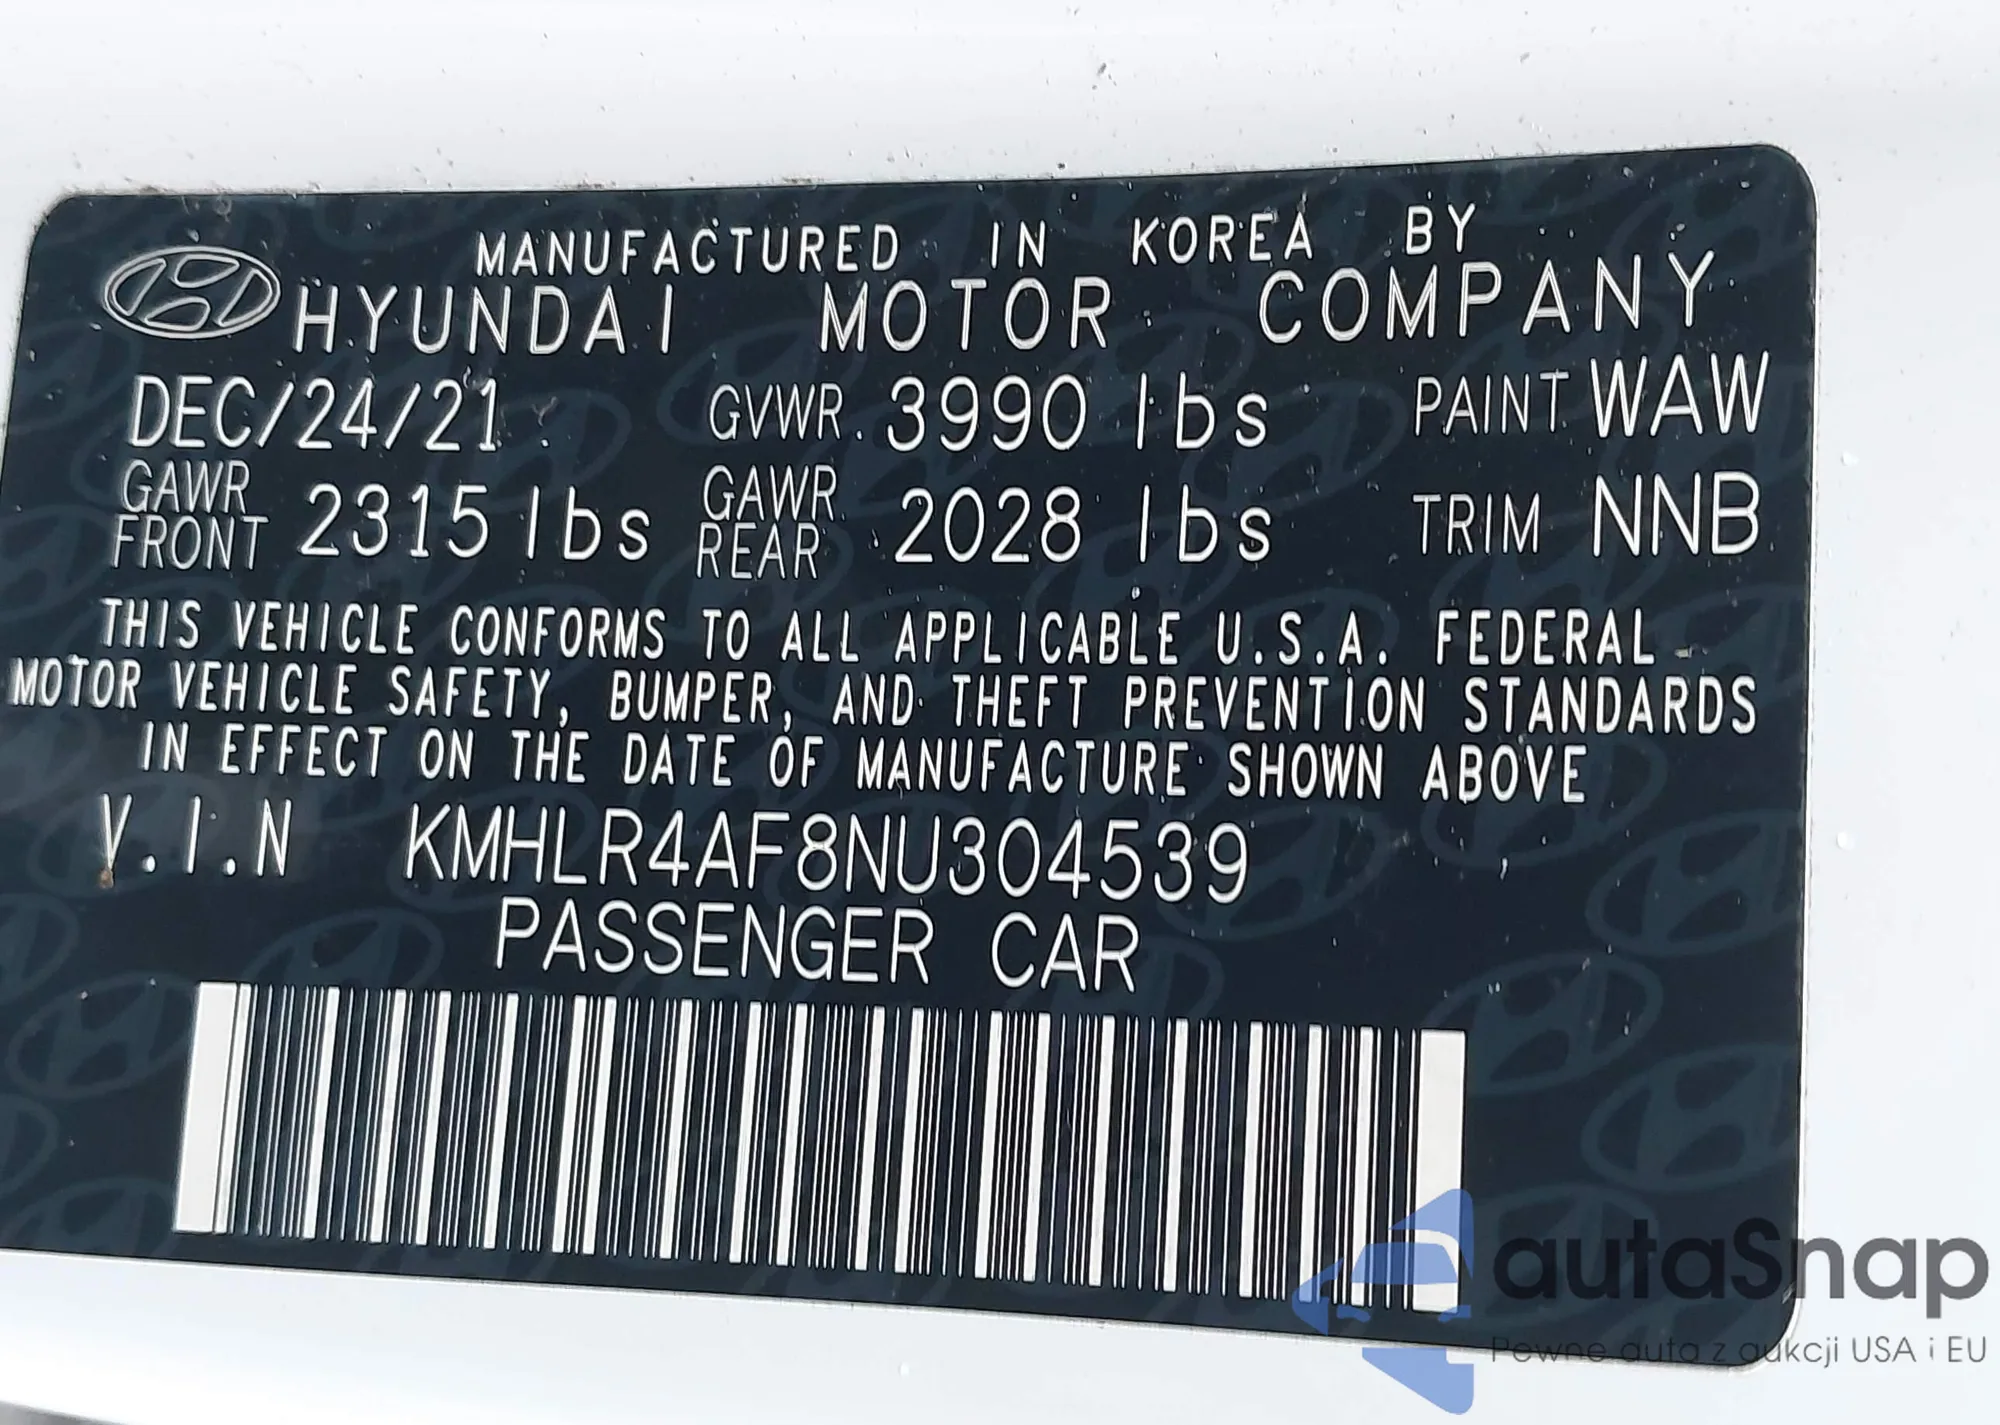 MANUFACTURED IN KOREA BY
HYUNDAI MOTOR COMPANY
DEC/24/21 GVWR 3990 lbs PAINT WAW
GAWR FRONT 2315 lbs GAWR REAR 2028 lbs TRIM NNB
THIS VEHICLE CONFORMS TO ALL APPLICABLE U.S.A. FEDERAL
MOTOR VEHICLE SAFETY, BUMPER, AND THEFT PREVENTION STANDARDS
IN EFFECT ON THE DATE OF MANUFACTURE SHOWN ABOVE
V.I.N KMHLR4AF8NU304539
PASSENGER CAR
autaSnap
Pewne auta z aukcji USA i EU